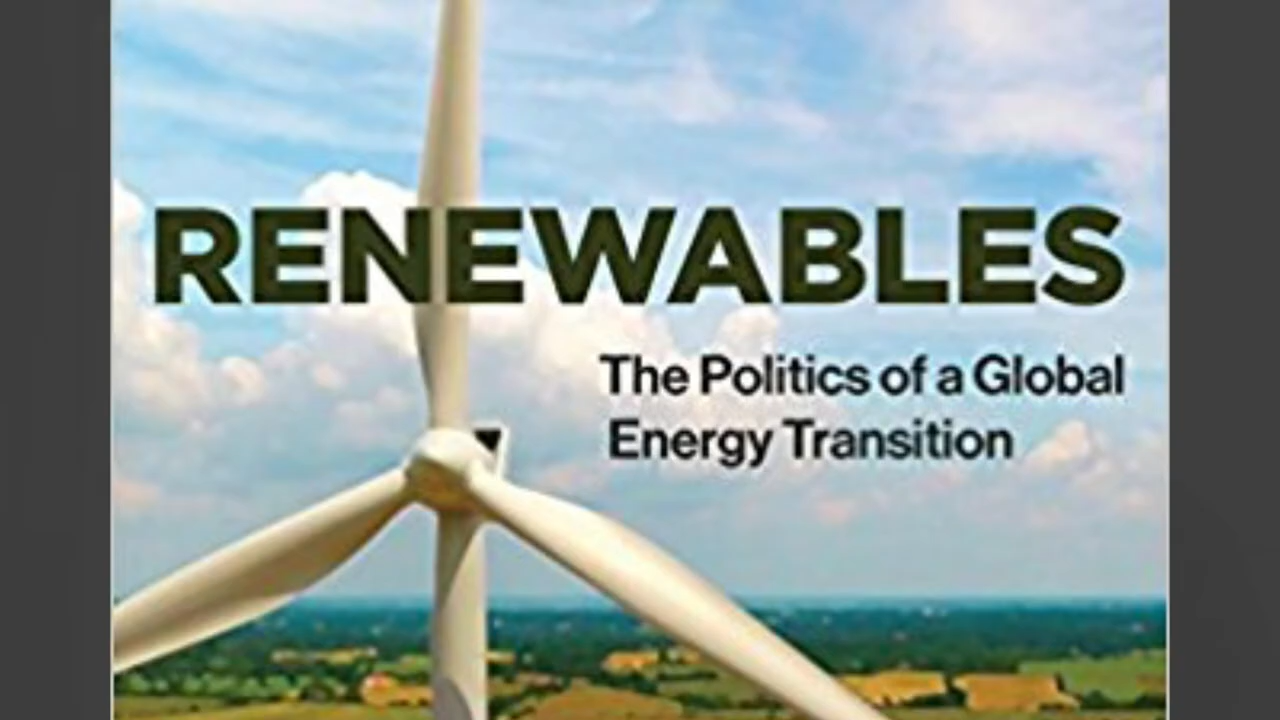 RENEWABLES
The Politics of a Global
Energy Transition